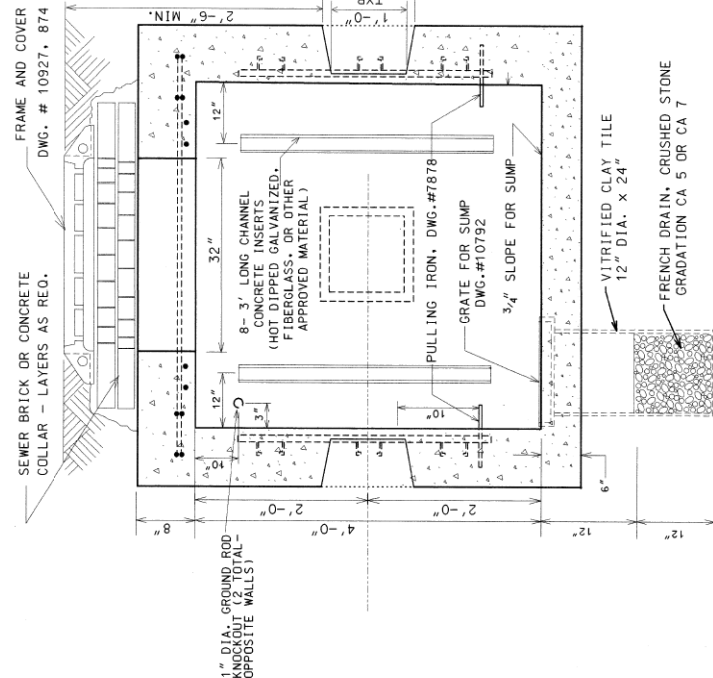 SEWER BRICK OR CONCRETE
COLLAR - LAYERS AS REQ.
FRAME AND COVER
DWG. # 10927, 874
2'-6"
MIN.
1'-0"
8"
12"
32"
12"
8- 3' LONG CHANNEL
CONCRETE INSERTS
(HOT DIPPED GALVANIZED,
FIBERGLASS, OR OTHER
APPROVED MATERIAL)
PULLING IRON, DWG.#7878
GRATE FOR SUMP
DWG.#10792
3/4" SLOPE FOR SUMP
3"
10
10"
1" DIA. GROUND ROD
KNOCKOUT (2 TOTAL-
OPPOSITE WALLS)
2'-0"
2'-0"
4'-0"
6"
12"
12"
VITRIFIED CLAY TILE
12" DIA. x 24"
FRENCH DRAIN, CRUSHED STONE
GRADATION CA 5 OR CA 7